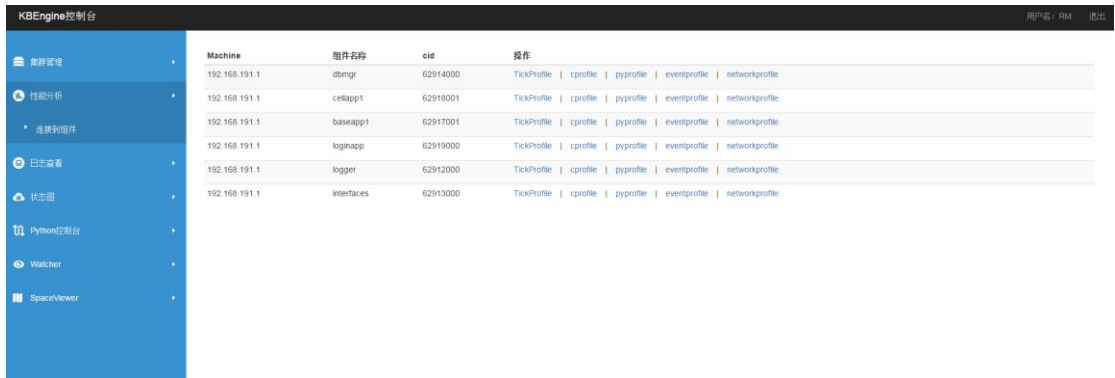 KBEngine控制台 用户名：RM 退出
集群管理
性能分析
连接到组件
日志查看
状态图
Python控制台
Watcher
SpaceViewer
Machine 组件名称 cid 操作
192.168.191.1 dbmgr 62914000 TickProfile | cprofile | pyprofile | eventprofile | networkprofile
192.168.191.1 cellapp1 62918001 TickProfile | cprofile | pyprofile | eventprofile | networkprofile
192.168.191.1 baseapp1 62917001 TickProfile | cprofile | pyprofile | eventprofile | networkprofile
192.168.191.1 loginapp 62919000 TickProfile | cprofile | pyprofile | eventprofile | networkprofile
192.168.191.1 logger 62912000 TickProfile | cprofile | pyprofile | eventprofile | networkprofile
192.168.191.1 interfaces 62913000 TickProfile | cprofile | pyprofile | eventprofile | networkprofile